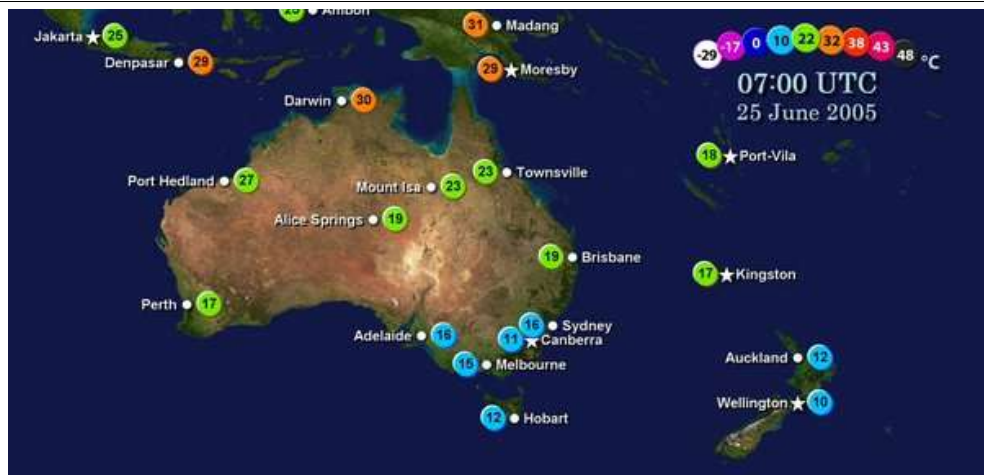 25 Ambon
Jakarta 25
31 Madang
-29 -17 0 10 22 32 38 43 48 °C
Denpasar 29
29 Moresby
07:00 UTC
25 June 2005
Darwin 30
18 Port-Vila
Port Hedland 27
23 Townsville
Mount Isa 23
Alice Springs 19
19 Brisbane
17 Kingston
Perth 17
16 Sydney
Adelaide 16
11 Canberra
15 Melbourne
Auckland 12
Wellington 10
12 Hobart